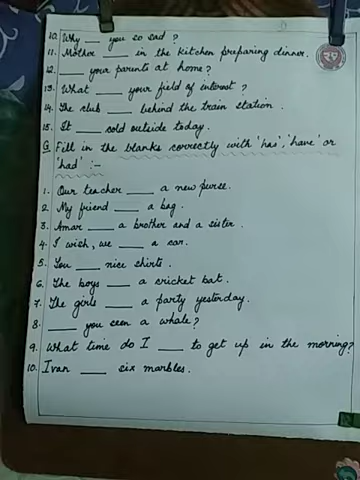 10. Why ___ you so sad ?
11. Mother ___ in the kitchen preparing dinner.
12. ___ your parents at home?
13. What ___ your field of interest ?
14. The club ___ behind the train station.
15. It ___ cold outside today.
G Fill in the blanks correctly with 'has', 'have' or
'had' :-
1. Our teacher ___ a new purse.
2. My friend ___ a bag.
3. Amar ___ a brother and a sister.
4. I wish, we ___ a car.
5. You ___ nice shirts.
6. The boys ___ a cricket bat.
7. The girls ___ a party yesterday.
8. ___ you seen a whale?
9. What time do I ___ to get up in the morning?
10. Ivan ___ six marbles.